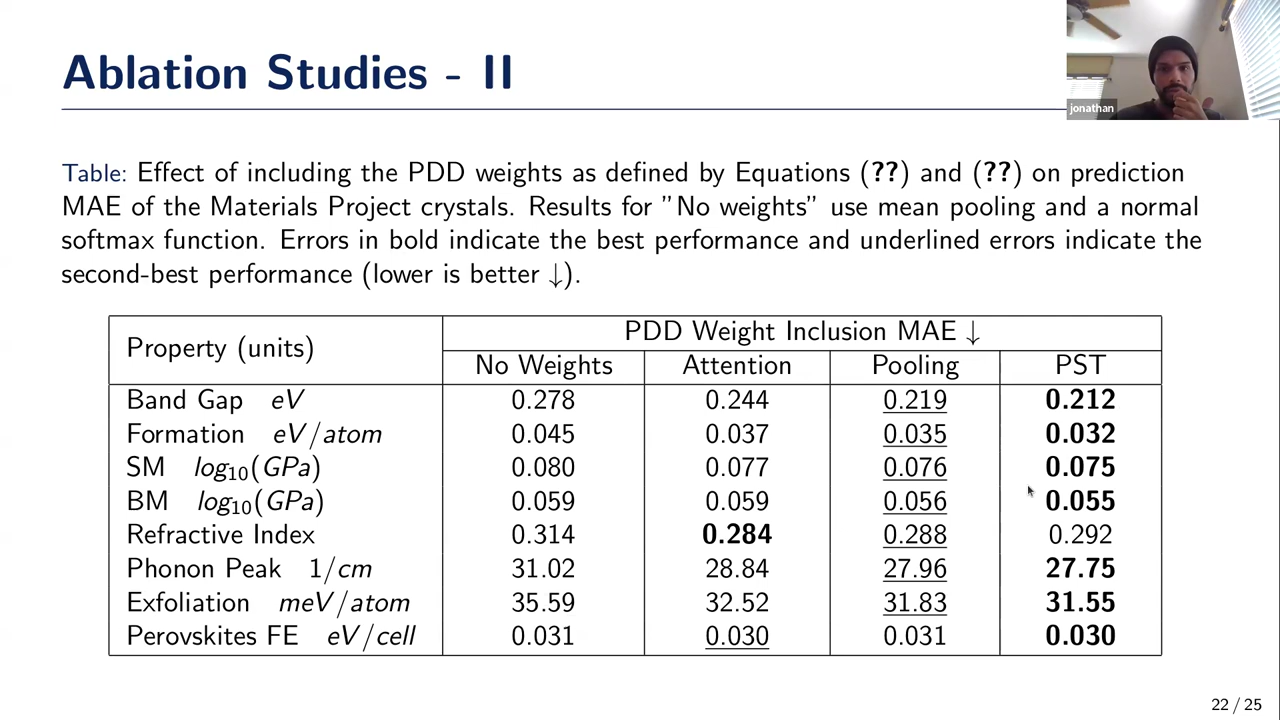 Ablation Studies - II
jonathan
Table: Effect of including the PDD weights as defined by Equations (??) and (??) on prediction
MAE of the Materials Project crystals. Results for ”No weights” use mean pooling and a normal
softmax function. Errors in bold indicate the best performance and underlined errors indicate the
second-best performance (lower is better ↓).
Property (units) PDD Weight Inclusion MAE ↓
No Weights Attention Pooling PST
Band Gap eV 0.278 0.244 0.219 0.212
Formation eV/atom 0.045 0.037 0.035 0.032
SM log10(GPa) 0.080 0.077 0.076 0.075
BM log10(GPa) 0.059 0.059 0.056 0.055
Refractive Index 0.314 0.284 0.288 0.292
Phonon Peak 1/cm 31.02 28.84 27.96 27.75
Exfoliation meV/atom 35.59 32.52 31.83 31.55
Perovskites FE eV/cell 0.031 0.030 0.031 0.030
22 / 25